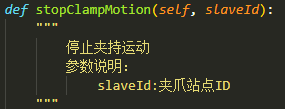 def stopClampMotion(self, slaveId):
"""
停止夹持运动
参数说明：
slaveId:夹爪站点ID
"""